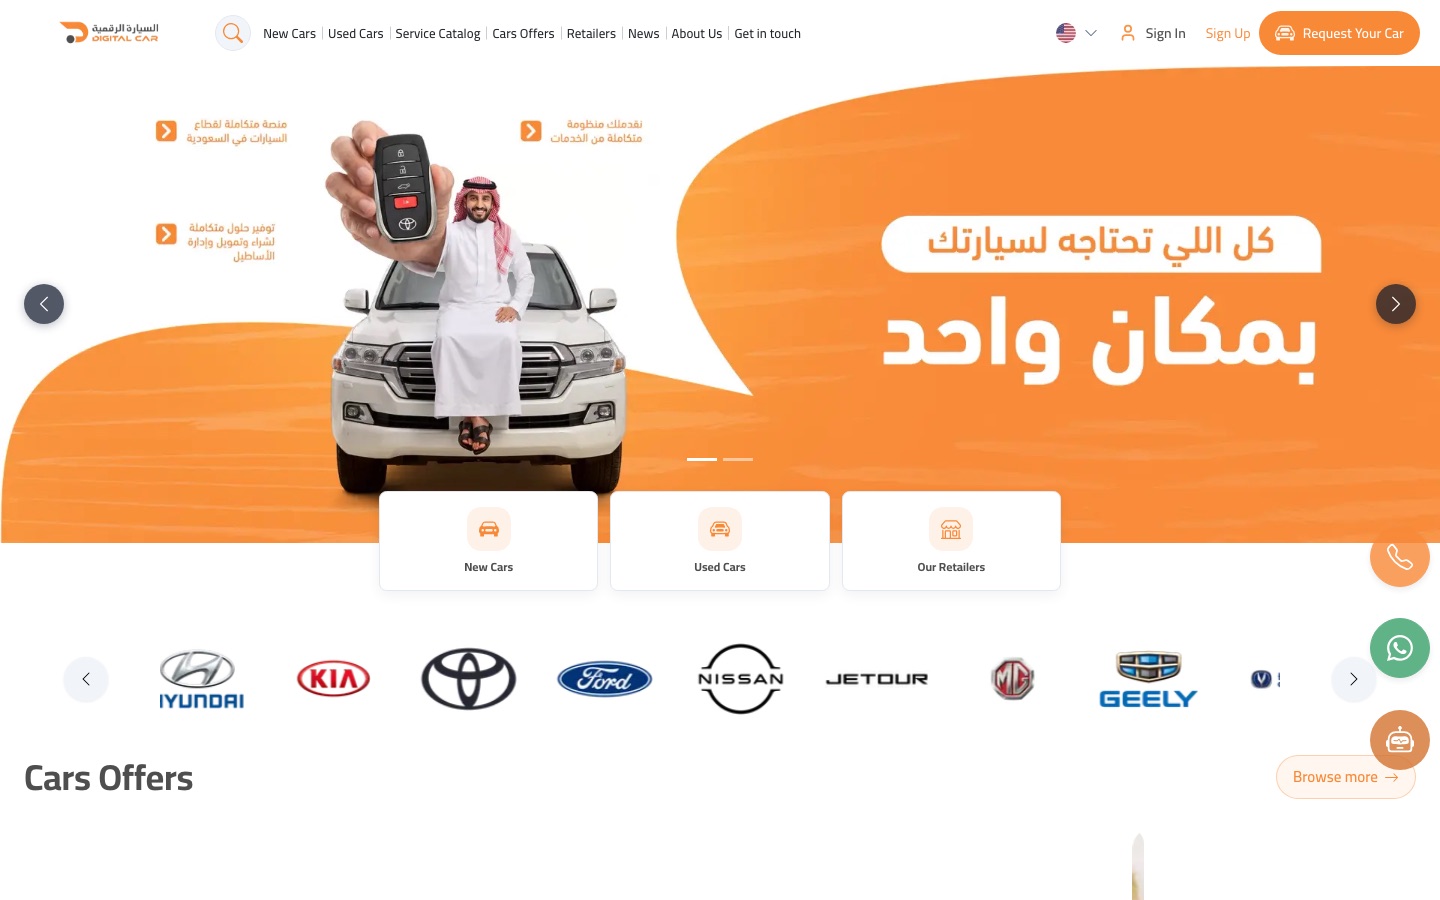 السيارة الرقمية
DIGITAL CAR
New Cars
Used Cars
Service Catalog
Cars Offers
Retailers
News
About Us
Get in touch
Sign In
Sign Up
Request Your Car
منصة متكاملة لقطاع
السيارات في السعودية
نقدملك منظومة
متكاملة من الخدمات
توفير حلول متكاملة
لشراء وتمويل وإدارة
الأساطيل
كل اللي تحتاجه لسيارتك
بمكان واحد
New Cars
Used Cars
Our Retailers
HYUNDAI
KIA
Ford
NISSAN
JETOUR
MG
GEELY
Cars Offers
Browse more